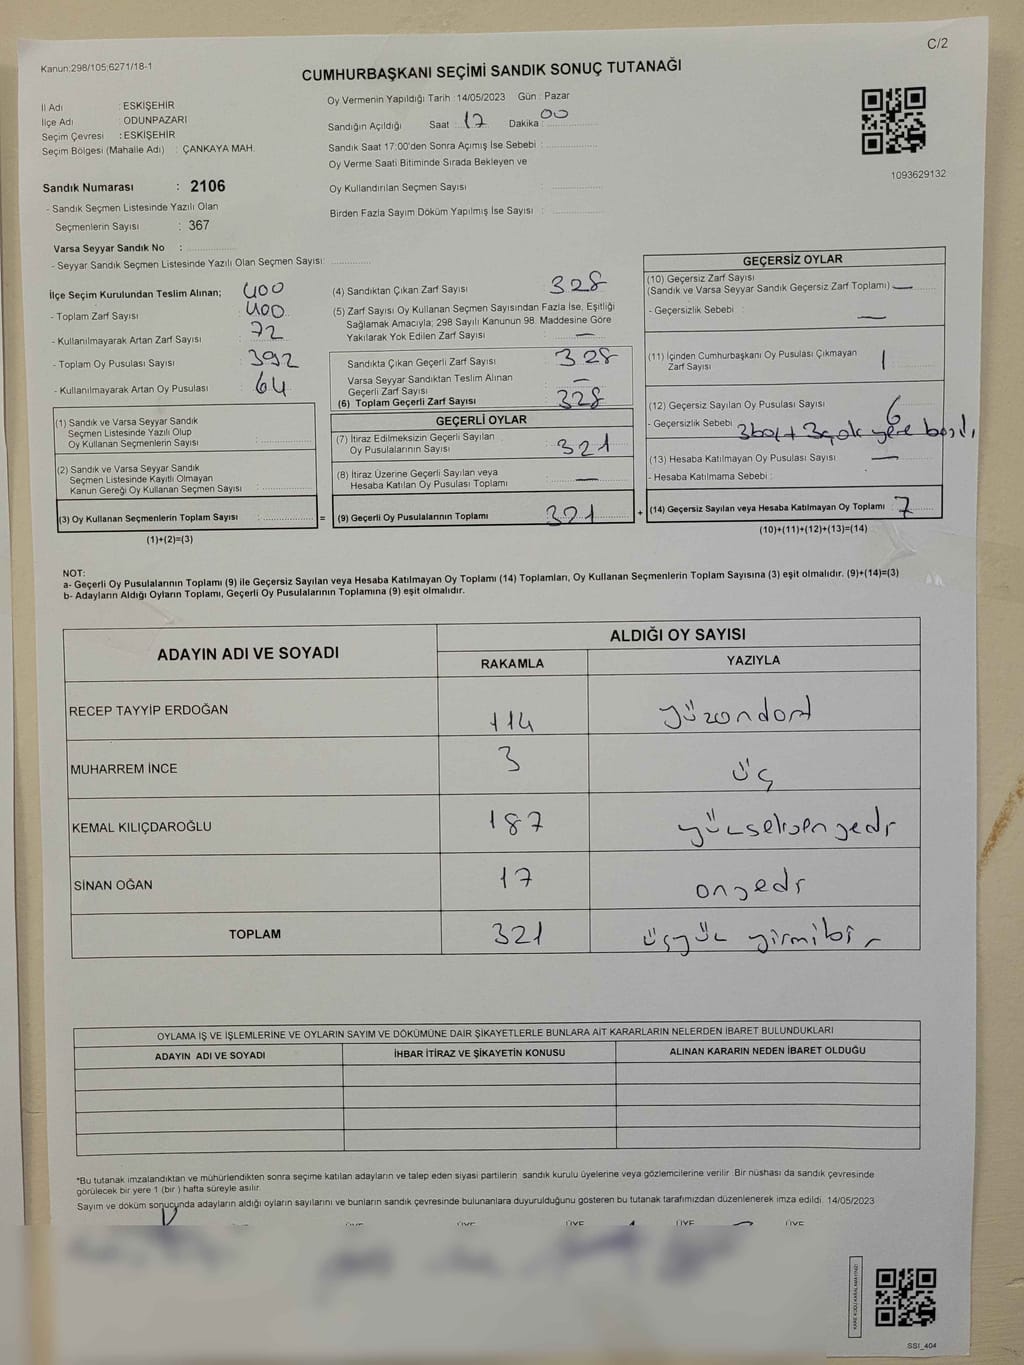 C/2
Kanun:298/105;6271/18-1
CUMHURBAŞKANI SEÇİMİ SANDIK SONUÇ TUTANAĞI
İl Adı : ESKİŞEHİR
İlçe Adı : ODUNPAZARI
Seçim Çevresi : ESKİŞEHİR
Seçim Bölgesi (Mahalle Adı) : ÇANKAYA MAH.
Oy Vermenin Yapıldığı Tarih : 14/05/2023 Gün : Pazar
Sandığın Açıldığı Saat : 17 Dakika : 00
Sandık Saat 17:00'den Sonra Açımış İse Sebebi :
Oy Verme Saati Bitiminde Sırada Bekleyen ve
Oy Kullandırılan Seçmen Sayısı :
Birden Fazla Sayım Döküm Yapılmış İse Sayısı :
1093629132
Sandık Numarası : 2106
- Sandık Seçmen Listesinde Yazılı Olan
Seçmenlerin Sayısı : 367
Varsa Seyyar Sandık No :
- Seyyar Sandık Seçmen Listesinde Yazılı Olan Seçmen Sayısı:
İlçe Seçim Kurulundan Teslim Alınan; 400
- Toplam Zarf Sayısı : 400
- Kullanılmayarak Artan Zarf Sayısı : 72
- Toplam Oy Pusulası Sayısı : 392
- Kullanılmayarak Artan Oy Pusulası : 64
(1) Sandık ve Varsa Seyyar Sandık
Seçmen Listesinde Yazılı Olup
Oy Kullanan Seçmenlerin Sayısı :
(2) Sandık ve Varsa Seyyar Sandık
Seçmen Listesinde Kayıtlı Olmayan
Kanun Gereği Oy Kullanan Seçmen Sayısı :
(3) Oy Kullanan Seçmenlerin Toplam Sayısı :
(1)+(2)=(3)
(4) Sandıktan Çıkan Zarf Sayısı : 328
(5) Zarf Sayısı Oy Kullanan Seçmen Sayısından Fazla İse, Eşitliği
Sağlamak Amacıyla; 298 Sayılı Kanunun 98. Maddesine Göre
Yakılarak Yok Edilen Zarf Sayısı : —
Sandıkta Çıkan Geçerli Zarf Sayısı : 328
Varsa Seyyar Sandıktan Teslim Alınan
Geçerli Zarf Sayısı : —
(6) Toplam Geçerli Zarf Sayısı : 328
GEÇERLİ OYLAR
(7) İtiraz Edilmeksizin Geçerli Sayılan
Oy Pusulalarının Sayısı : 321
(8) İtiraz Üzerine Geçerli Sayılan veya
Hesaba Katılan Oy Pusulası Toplamı : —
= (9) Geçerli Oy Pusulalarının Toplamı : 321
GEÇERSİZ OYLAR
(10) Geçersiz Zarf Sayısı
(Sandık ve Varsa Seyyar Sandık Geçersiz Zarf Toplamı) : —
- Geçersizlik Sebebi : —
(11) İçinden Cumhurbaşkanı Oy Pusulası Çıkmayan
Zarf Sayısı : 1
(12) Geçersiz Sayılan Oy Pusulası Sayısı : 6
- Geçersizlik Sebebi : 3boş + 3çok yere basılı
(13) Hesaba Katılmayan Oy Pusulası Sayısı : —
- Hesaba Katılmama Sebebi :
+ (14) Geçersiz Sayılan veya Hesaba Katılmayan Oy Toplamı : 7
(10)+(11)+(12)+(13)=(14)
NOT:
a- Geçerli Oy Pusulalarının Toplamı (9) ile Geçersiz Sayılan veya Hesaba Katılmayan Oy Toplamı (14) Toplamları, Oy Kullanan Seçmenlerin Toplam Sayısına (3) eşit olmalıdır. (9)+(14)=(3)
b- Adayların Aldığı Oyların Toplamı, Geçerli Oy Pusulalarının Toplamına (9) eşit olmalıdır.
ADAYIN ADI VE SOYADI ALDIĞI OY SAYISI
RAKAMLA YAZIYLA
RECEP TAYYİP ERDOĞAN 114 yüzondört
MUHARREM İNCE 3 üç
KEMAL KILIÇDAROĞLU 187 yüzseksenyedi
SİNAN OĞAN 17 onyedi
TOPLAM 321 üçyüz yirmibir
OYLAMA İŞ VE İŞLEMLERİNE VE OYLARIN SAYIM VE DÖKÜMÜNE DAİR ŞİKAYETLERLE BUNLARA AİT KARARLARIN NELERDEN İBARET BULUNDUKLARI
ADAYIN ADI VE SOYADI İHBAR İTİRAZ VE ŞİKAYETİN KONUSU ALINAN KARARIN NEDEN İBARET OLDUĞU
*Bu tutanak imzalandıktan ve mühürlendikten sonra seçime katılan adayların ve talep eden siyasi partilerin sandık kurulu üyelerine veya gözlemcilerine verilir. Bir nüshası da sandık çevresinde
görülecek bir yere 1 (bir ) hafta süreyle asılır.
Sayım ve döküm sonucunda adayların aldığı oyların sayılarını ve bunların sandık çevresinde bulunanlara duyurulduğunu gösteren bu tutanak tarafımızdan düzenlenerek imza edildi. 14/05/2023
ÜYE ÜYE ÜYE ÜYE ÜYE
KARE KODU KARALAMAYINIZ!
SSI_404